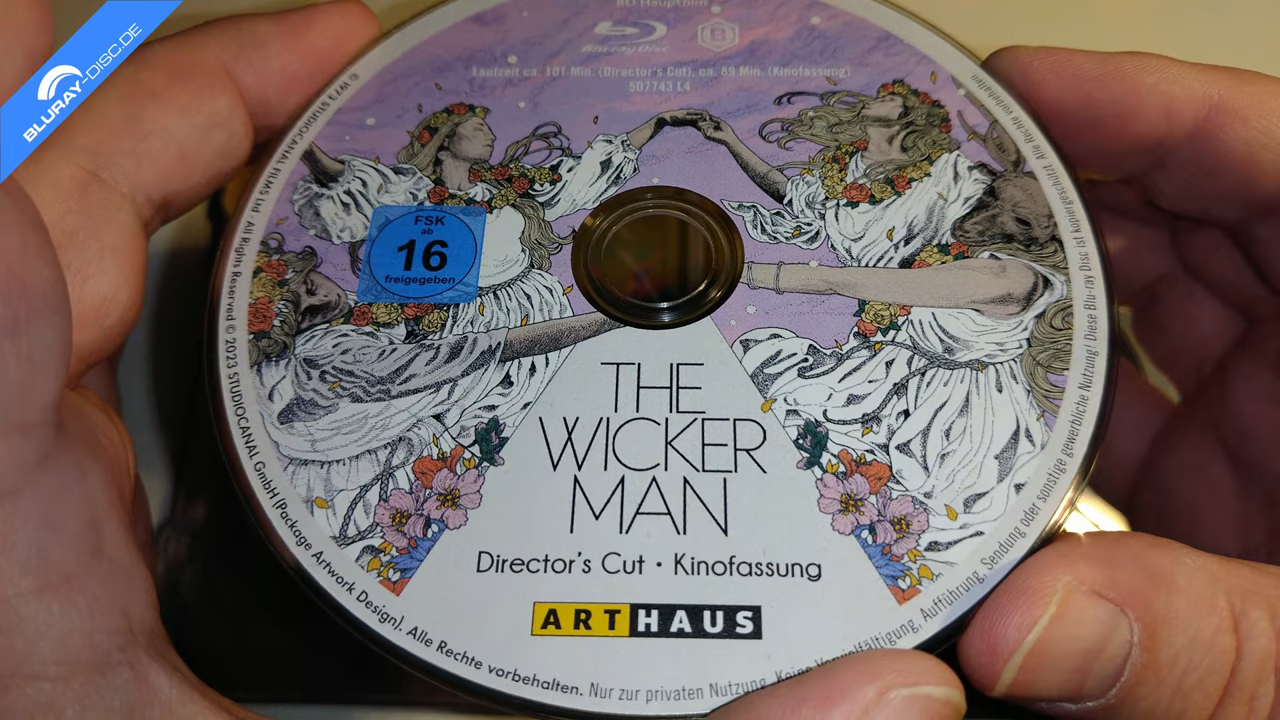 BLURAY-DISC.DE
BD Hauptfilm
Blu-ray Disc
B
Laufzeit ca. 101 Min. (Director's Cut), ca. 89 Min. (Kinofassung)
507743 L4
FSK
ab
16
freigegeben
THE
WICKER
MAN
Director's Cut • Kinofassung
ARTHAUS
© 1973 STUDIOCANAL FILMS Ltd. All Rights Reserved © 2023 STUDIOCANAL GmbH (Package Artwork Design). Alle Rechte vorbehalten. Nur zur privaten Nutzung. Keine Vervielfältigung, Aufführung, Sendung oder sonstige gewerbliche Nutzung! Diese Blu-ray Disc ist kopiergeschützt. Alle Rechte vorbehalten.